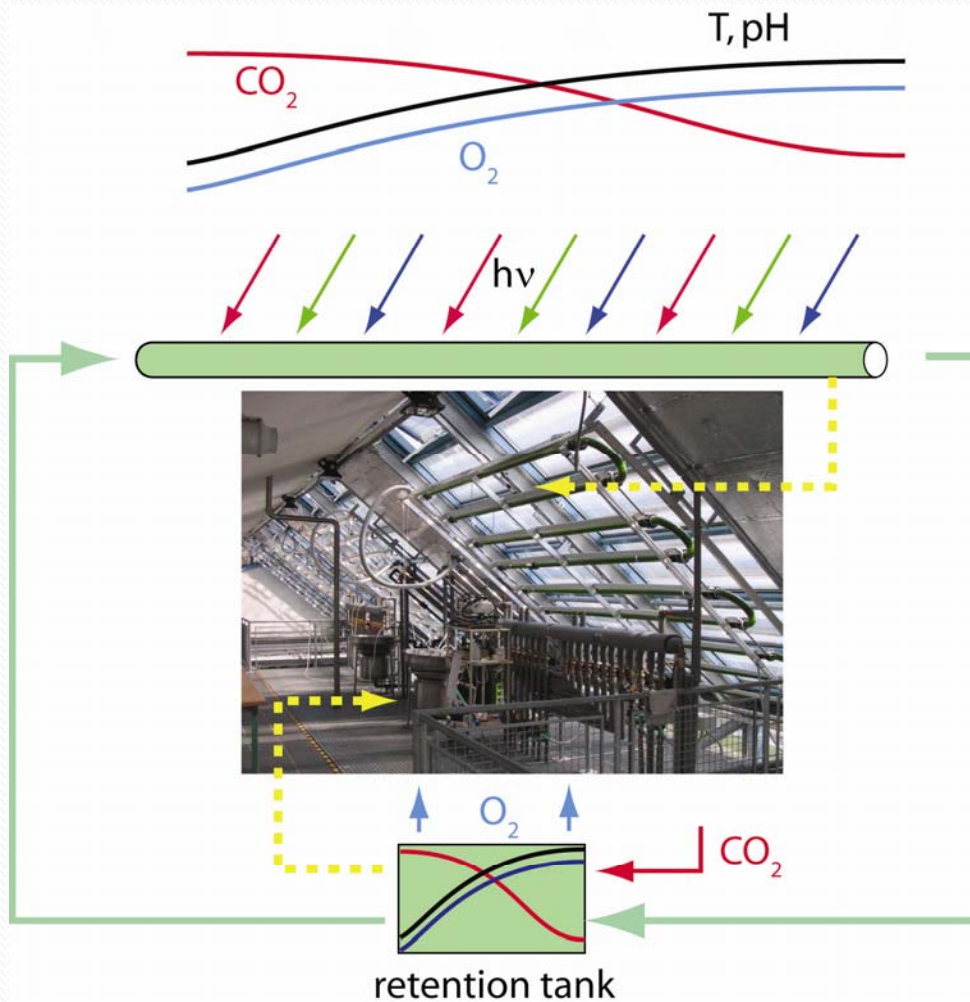 T, pH
CO₂
O₂
hν
O₂
CO₂
retention tank